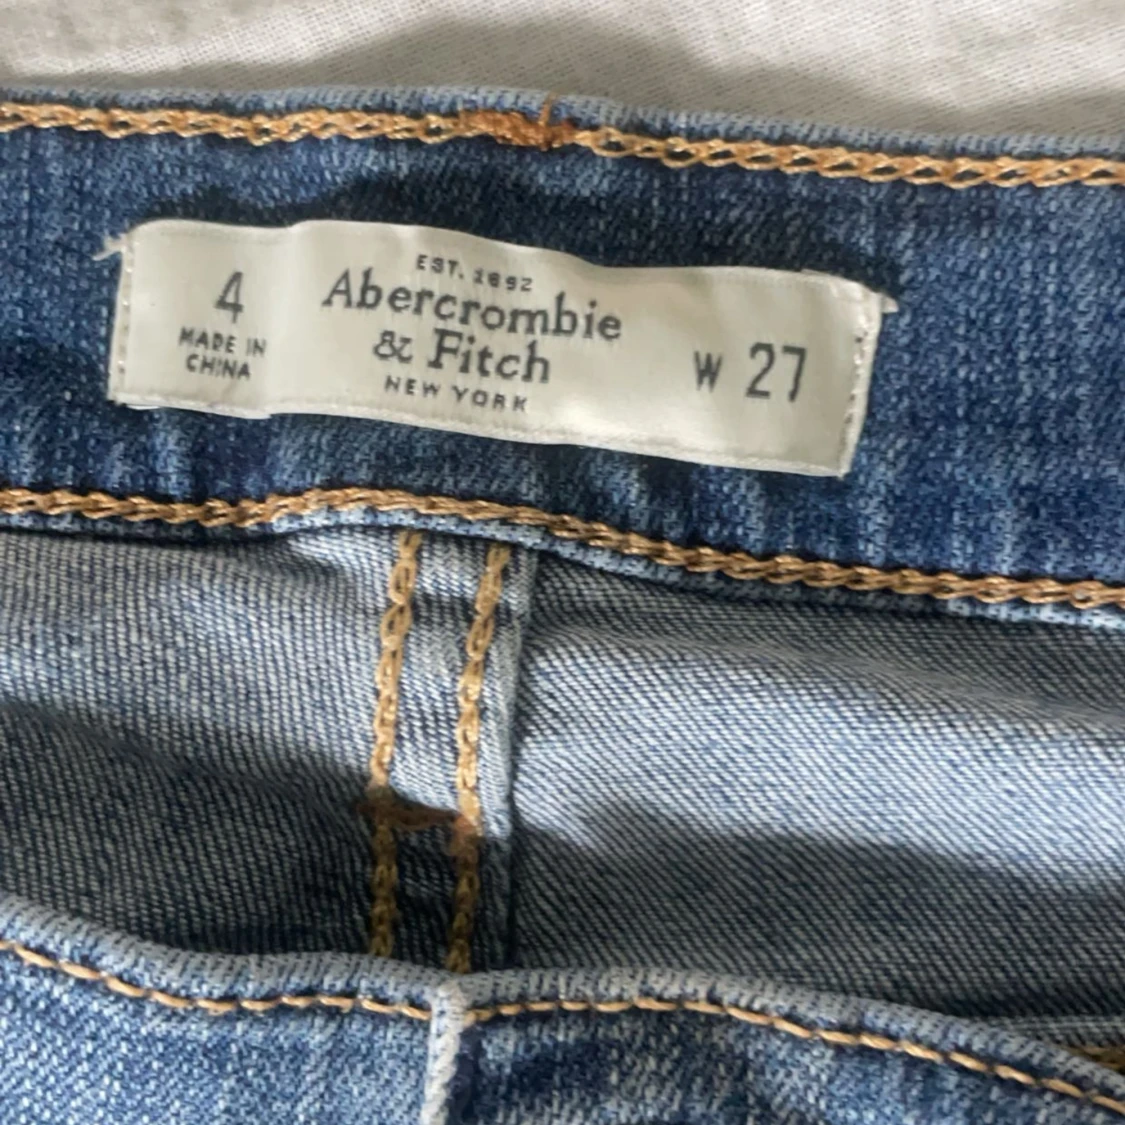 4
MADE IN
CHINA
EST. 1892
Abercrombie
& Fitch
NEW YORK
W 27